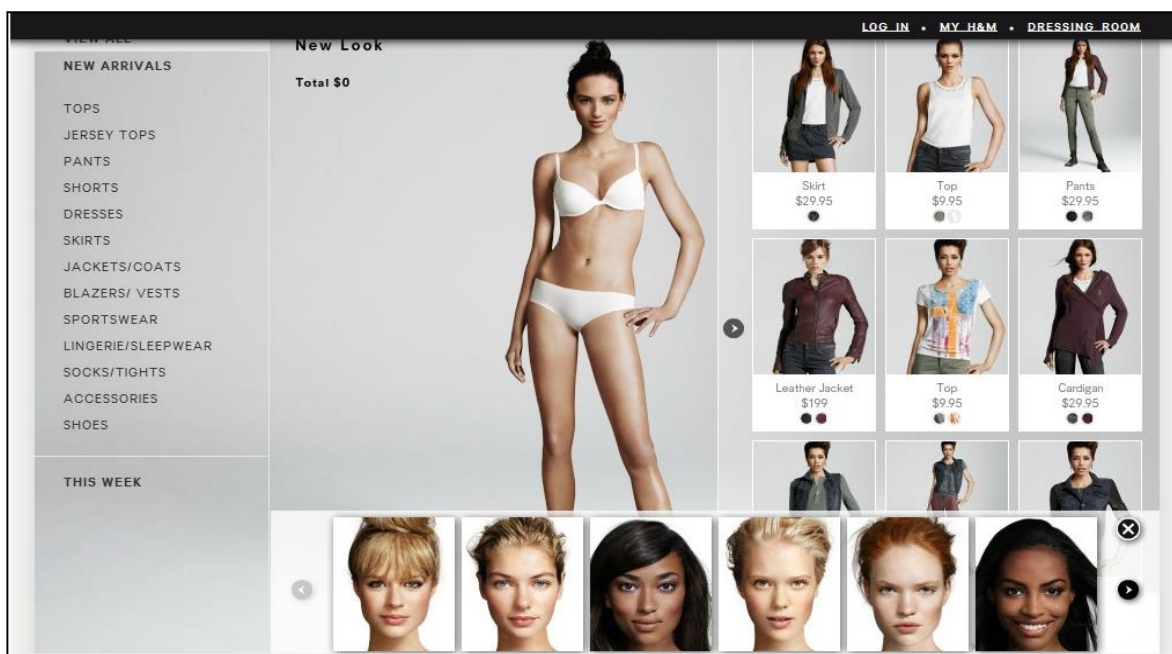 LOG IN • MY H&M • DRESSING ROOM
VIEW ALL
NEW ARRIVALS
TOPS
JERSEY TOPS
PANTS
SHORTS
DRESSES
SKIRTS
JACKETS/COATS
BLAZERS/ VESTS
SPORTSWEAR
LINGERIE/SLEEPWEAR
SOCKS/TIGHTS
ACCESSORIES
SHOES
THIS WEEK
New Look
Total $0
Skirt
$29.95
Top
$9.95
Pants
$29.95
Leather Jacket
$199
Top
$9.95
Cardigan
$29.95